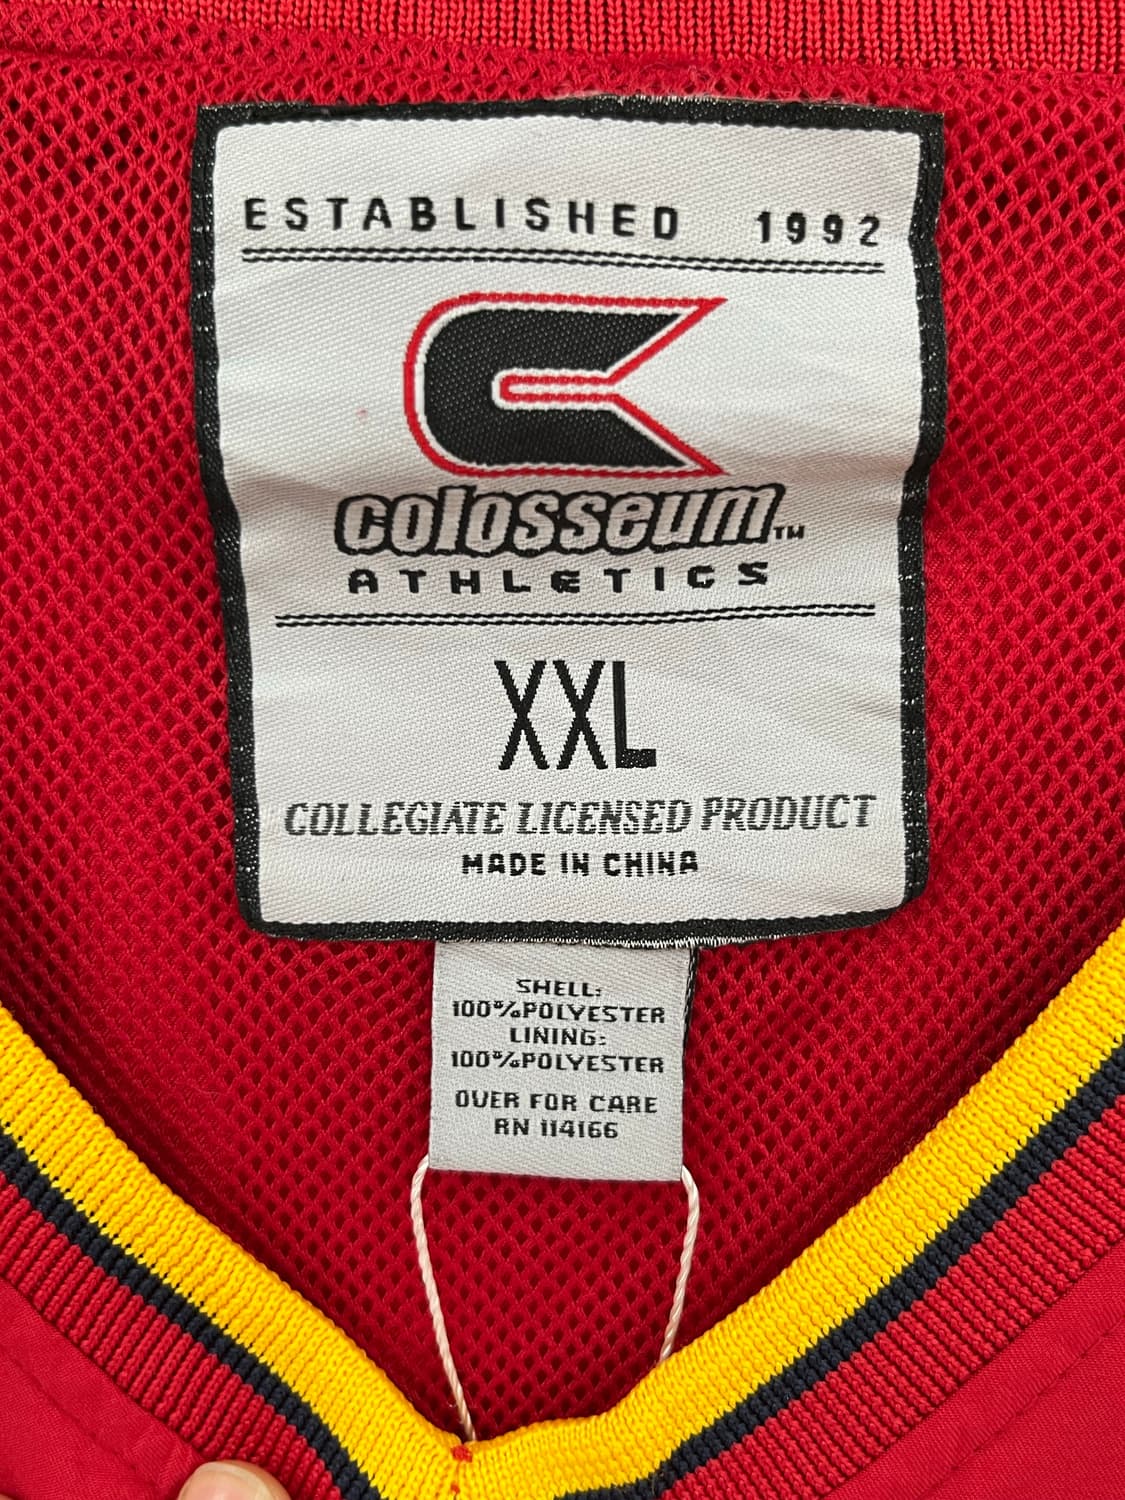 ESTABLISHED 1992
colosseum™
ATHLETICS
XXL
COLLEGIATE LICENSED PRODUCT
MADE IN CHINA
SHELL:
100%POLYESTER
LINING:
100%POLYESTER
OVER FOR CARE
RN 114166